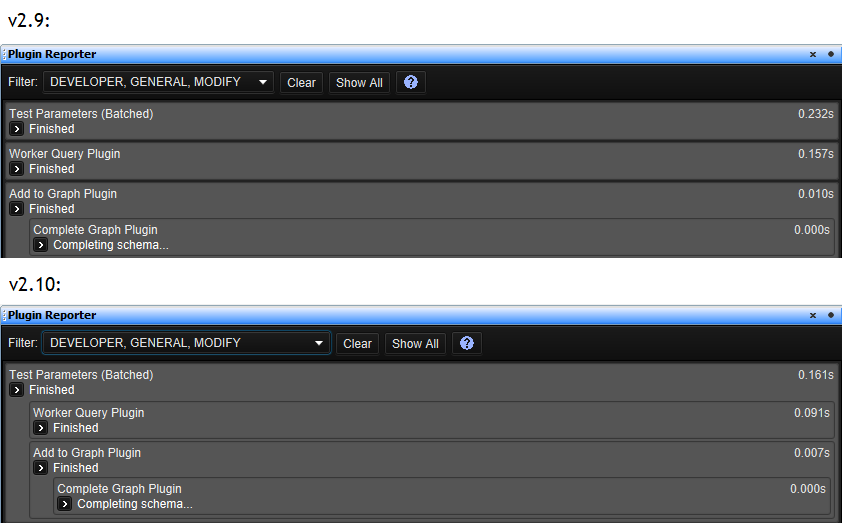 v2.9:
Plugin Reporter
Filter: DEVELOPER, GENERAL, MODIFY Clear Show All ?
Test Parameters (Batched) 0.232s
Finished
Worker Query Plugin 0.157s
Finished
Add to Graph Plugin 0.010s
Finished
Complete Graph Plugin 0.000s
Completing schema...
v2.10:
Plugin Reporter
Filter: DEVELOPER, GENERAL, MODIFY Clear Show All ?
Test Parameters (Batched) 0.161s
Finished
Worker Query Plugin 0.091s
Finished
Add to Graph Plugin 0.007s
Finished
Complete Graph Plugin 0.000s
Completing schema...